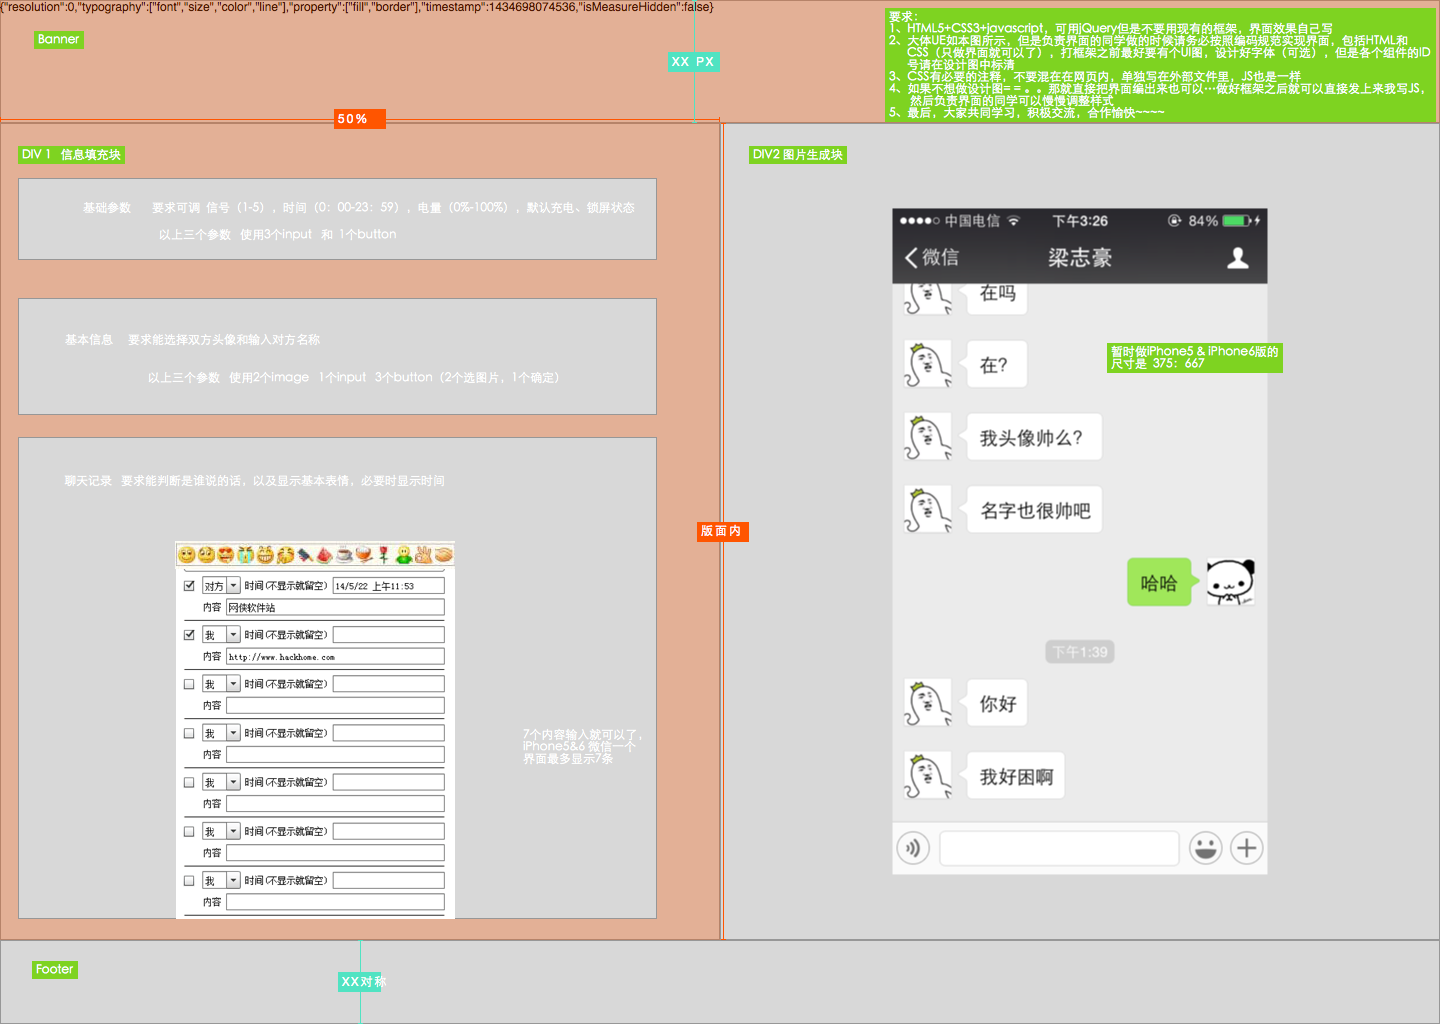 {"resolution":0,"typography":["font","size","color","line"],"property":["fill","border"],"timestamp":1434698074536,"isMeasureHidden":false}
Banner
XX PX
要求：
1、HTML5+CSS3+javascript，可用jQuery但是不要用现有的框架，界面效果自己写
2、大体UE如本图所示，但是负责界面的同学做的时候请务必按照编码规范实现界面，包括HTML和
CSS（只做界面就可以了），打框架之前最好要有个UI图，设计好字体（可选），但是各个组件的ID
号请在设计图中标清
3、CSS有必要的注释，不要混在在网页内，单独写在外部文件里，JS也是一样
4、如果不想做设计图= =。。那就直接把界面编出来也可以…做好框架之后就可以直接发上来我写JS，
然后负责界面的同学可以慢慢调整样式
5、最后，大家共同学习，积极交流，合作愉快~~~~
50%
DIV 1 信息填充块
DIV2 图片生成块
基础参数 要求可调 信号（1-5），时间（0：00-23：59），电量（0%-100%），默认充电、锁屏状态
以上三个参数 使用3个input 和 1个button
基本信息 要求能选择双方头像和输入对方名称
以上三个参数 使用2个image 1个input 3个button（2个选图片，1个确定）
聊天记录 要求能判断是谁说的话，以及显示基本表情，必要时显示时间
对方 时间(不显示就留空) 14/5/22 上午11:53
内容 网侠软件站
我 时间(不显示就留空)
内容 http://www.hackhome.com
我 时间(不显示就留空)
内容
我 时间(不显示就留空)
内容
我 时间(不显示就留空)
内容
我 时间(不显示就留空)
内容
我 时间(不显示就留空)
内容
7个内容输入就可以了，
iPhone5&6 微信一个
界面最多显示7条
版面内
中国电信 下午3:26 84%
微信 梁志豪
在吗
暂时做iPhone5 & iPhone6版的
尺寸是 375：667
在?
我头像帅么?
名字也很帅吧
哈哈
下午1:39
你好
我好困啊
Footer
XX对称